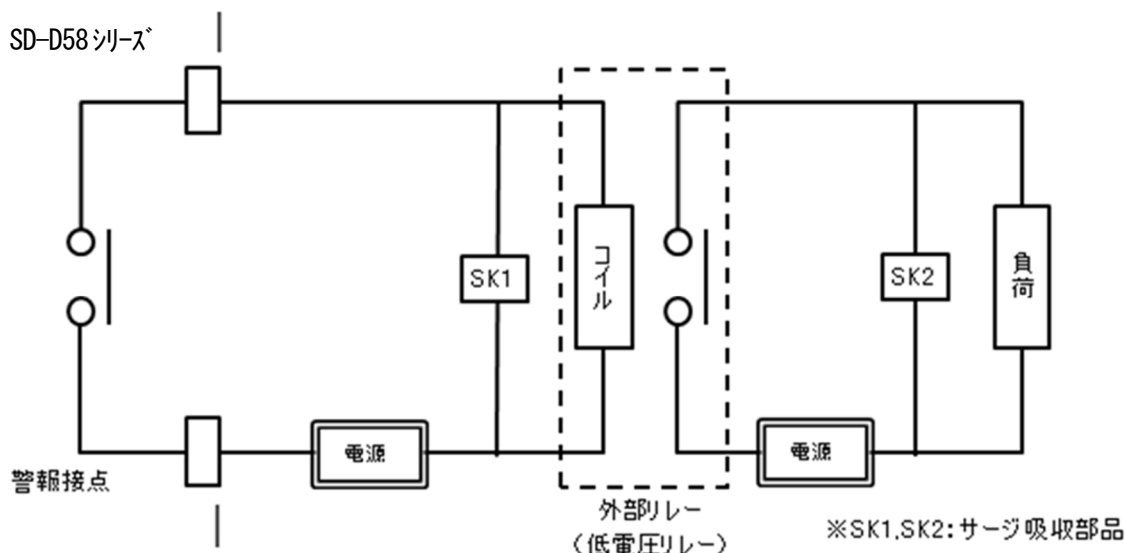 SD-D58ｼﾘｰｽﾞ
SK1
コイル
SK2
負荷
電源
電源
警報接点
外部リレー
（低電圧リレー）
※SK1,SK2:サージ吸収部品